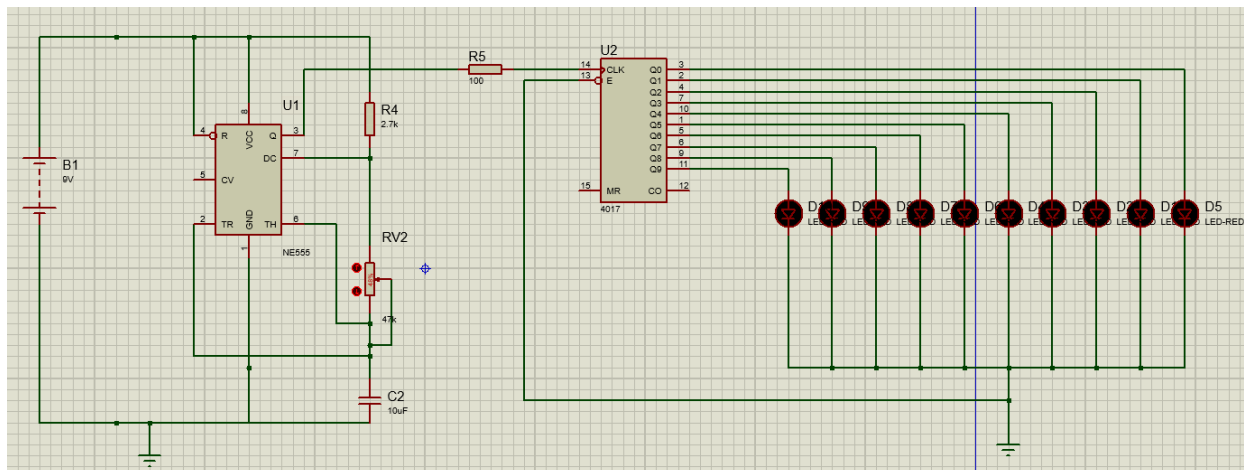 B1
9V
U1
8
VCC
4
R
Q
3
DC
7
5
CV
2
TR
GND
TH
6
1
NE555
R4
2.7k
RV2
48%
47k
C2
10uF
R5
100
U2
14
CLK
13
E
15
MR
Q0
3
Q1
2
Q2
4
Q3
7
Q4
10
Q5
1
Q6
5
Q7
6
Q8
9
Q9
11
CO
12
4017
D5
LED-RED